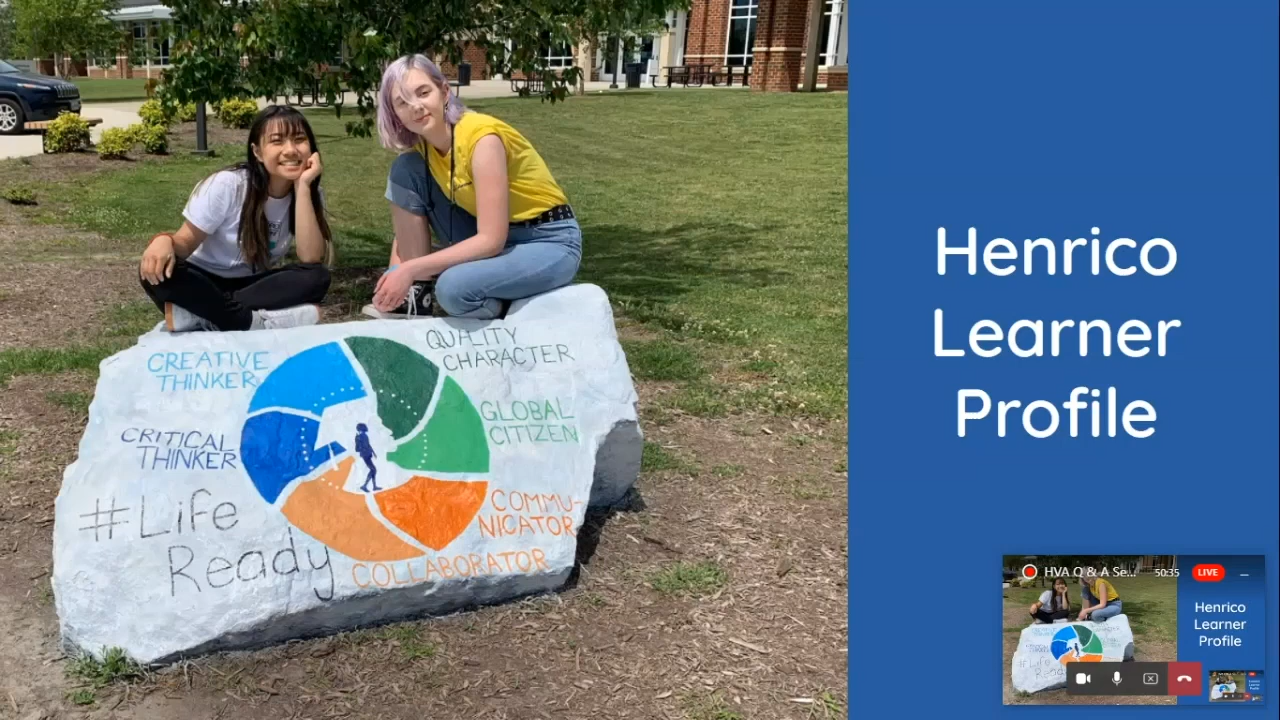 QUALITY
CHARACTER
CREATIVE
THINKER
GLOBAL
CITIZEN
CRITICAL
THINKER
COMMU-
NICATOR
COLLABORATOR
#Life
Ready
Henrico
Learner
Profile
HVA Q & A Se...
50:35
LIVE
Henrico
Learner
Profile